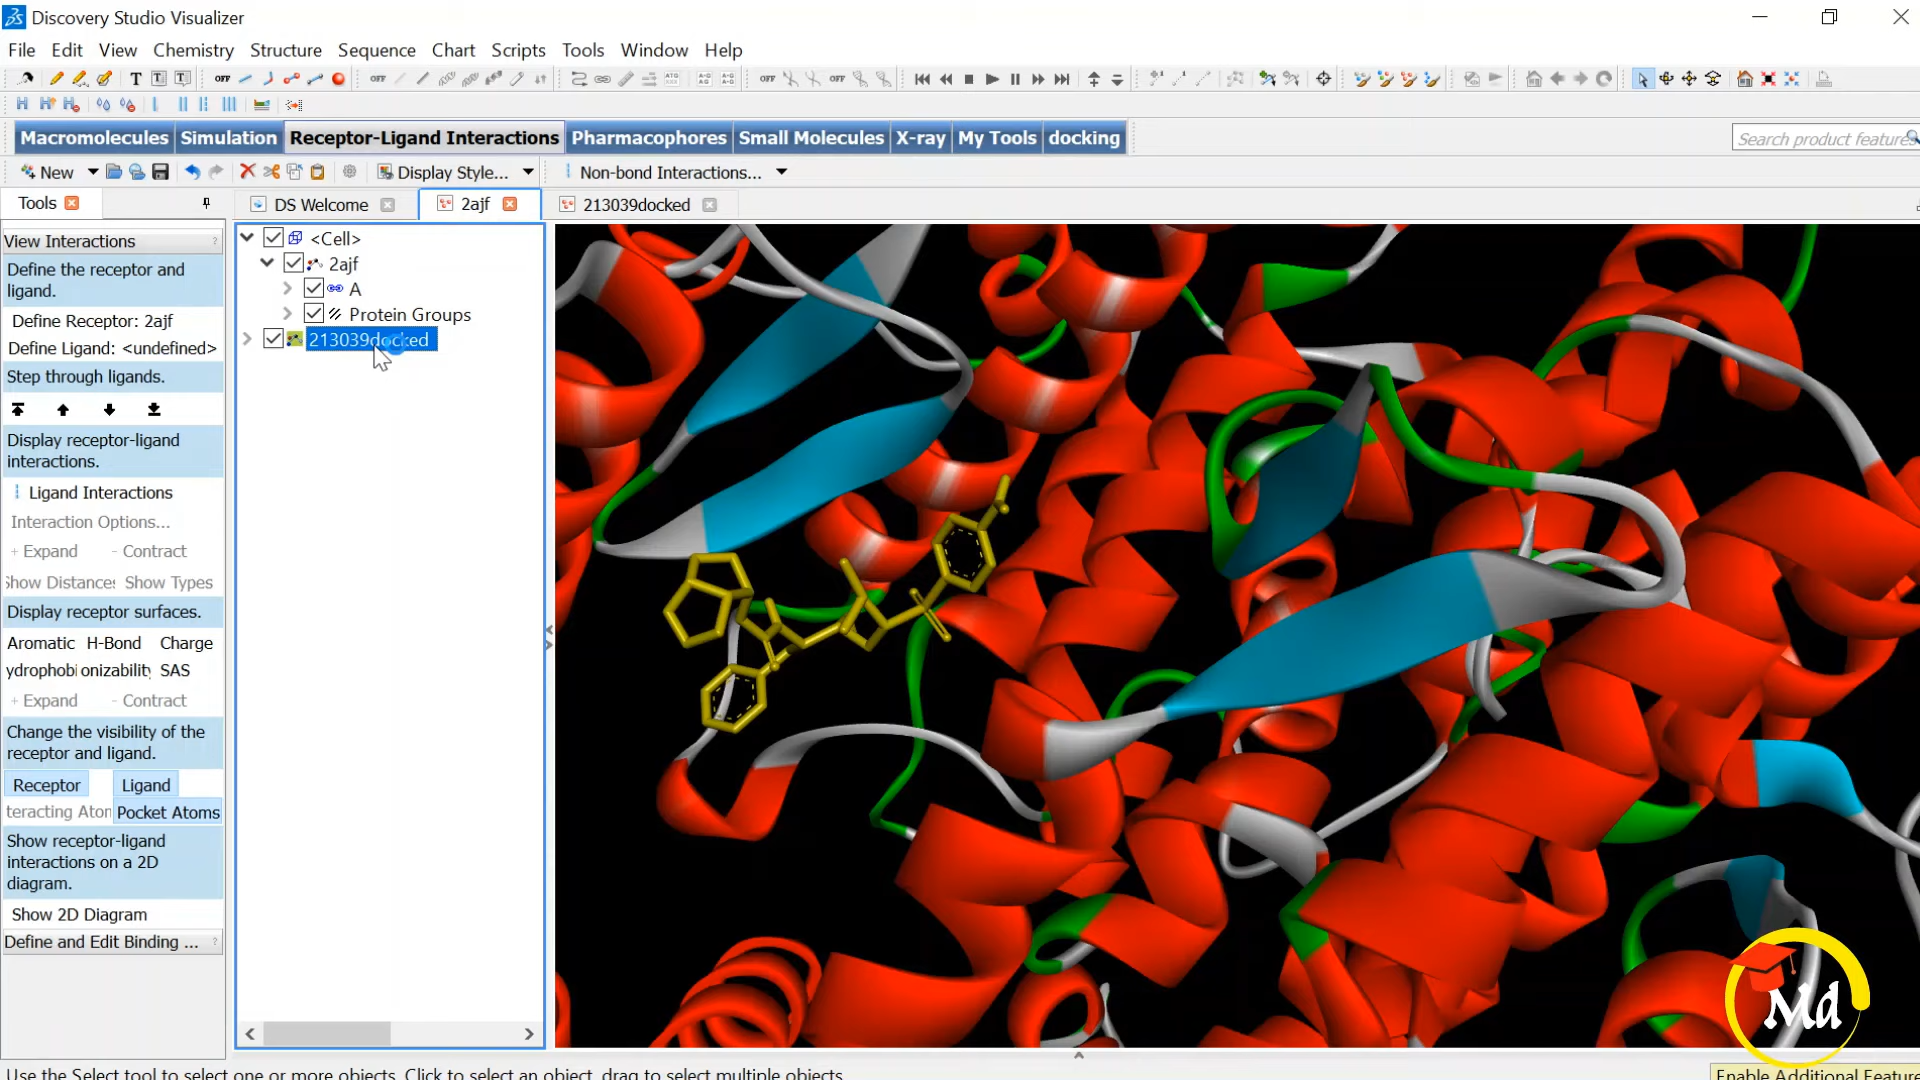 Discovery Studio Visualizer
File Edit View Chemistry Structure Sequence Chart Scripts Tools Window Help
OFF OFF OFF OFF
Macromolecules Simulation Receptor-Ligand Interactions Pharmacophores Small Molecules X-ray My Tools docking
Search product features
New Display Style... Non-bond Interactions...
Tools DS Welcome 2ajf 213039docked
<Cell>
2ajf
A
Protein Groups
213039docked
View Interactions
Define the receptor and
ligand.
Define Receptor: 2ajf
Define Ligand: <undefined>
Step through ligands.
Display receptor-ligand
interactions.
Ligand Interactions
Interaction Options...
+ Expand - Contract
Show Distances Show Types
Display receptor surfaces.
Aromatic H-Bond Charge
ydrophobi onizability SAS
+ Expand - Contract
Change the visibility of the
receptor and ligand.
Receptor Ligand
teracting Aton Pocket Atoms
Show receptor-ligand
interactions on a 2D
diagram.
Show 2D Diagram
Define and Edit Binding ...
Md
Use the Select tool to select one or more objects. Click to select an object, drag to select multiple objects
Enable Additional Feature